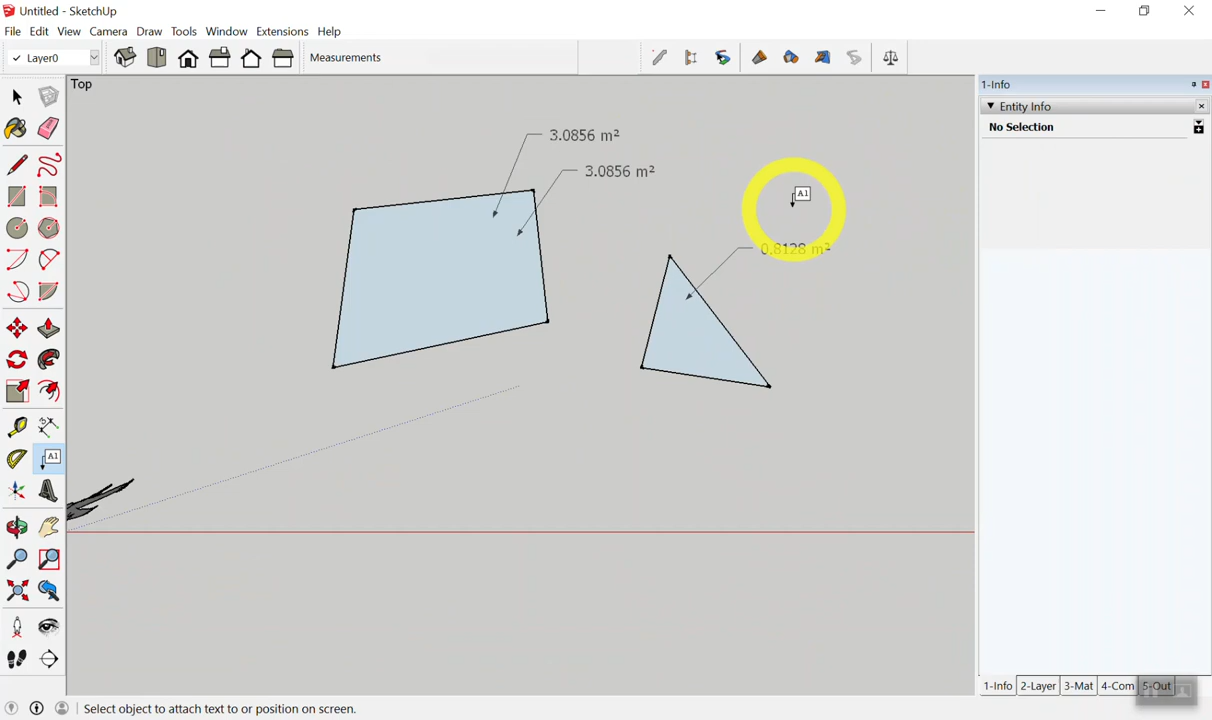 Untitled - SketchUp
File Edit View Camera Draw Tools Window Extensions Help
Layer0
Measurements
1-Info
Top
Entity Info
No Selection
3.0856 m²
3.0856 m²
A1
0.8128 m²
A1
1-Info 2-Layer 3-Mat 4-Com 5-Out
Select object to attach text to or position on screen.